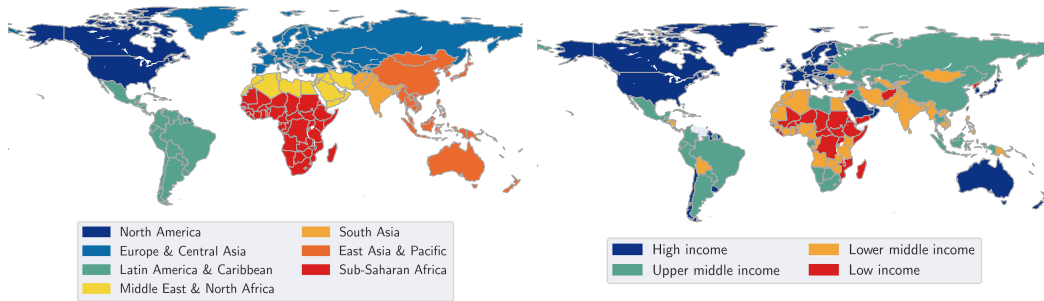 North America
Europe & Central Asia
Latin America & Caribbean
Middle East & North Africa
South Asia
East Asia & Pacific
Sub-Saharan Africa
High income
Upper middle income
Lower middle income
Low income